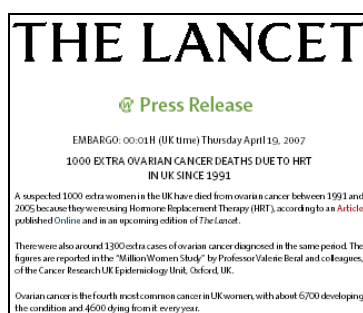 THE LANCET
Press Release
EMBARGO: 00:01H (UK time) Thursday April 19, 2007
1000 EXTRA OVARIAN CANCER DEATHS DUE TO HRT
IN UK SINCE 1991
A suspected 1000 extra women in the UK have died from ovarian cancer between 1991 and
2005 because they were using Hormone Replacement Therapy (HRT), according to an Article
published Online and in an upcoming edition of The Lancet.
There were also around 1300 extra cases of ovarian cancer diagnosed in the same period. The
figures are reported in the "Million Women Study" by Professor Valerie Beral and colleagues,
of the Cancer Research UK Epidemiology Unit, Oxford, UK.
Ovarian cancer is the fourth most common cancer in UK women, with about 6700 developing
the condition and 4600 dying from it every year.